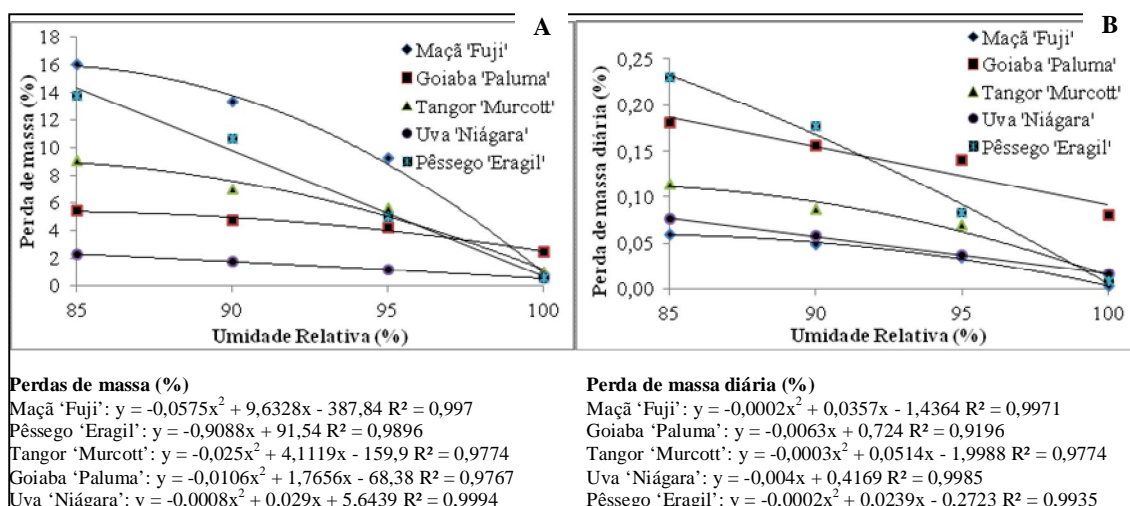 A
18
16
14
12
10
8
6
4
2
0
Perda de massa (%)
85 90 95 100
Umidade Relativa (%)
Maçã 'Fuji'
Goiaba 'Paluma'
Tangor 'Murcott'
Uva 'Niágara'
Pêssego 'Eragil'
B
0,25
0,20
0,15
0,10
0,05
0,00
Perda de massa diária (%)
85 90 95 100
Umidade Relativa (%)
Maçã 'Fuji'
Goiaba 'Paluma'
Tangor 'Murcott'
Uva 'Niágara'
Pêssego 'Eragil'
Perdas de massa (%)
Maçã ‘Fuji’: y = -0,0575x² + 9,6328x - 387,84 R² = 0,997
Pêssego ‘Eragil’: y = -0,9088x + 91,54 R² = 0,9896
Tangor ‘Murcott’: y = -0,025x² + 4,1119x - 159,9 R² = 0,9774
Goiaba ‘Paluma’: y = -0,0106x² + 1,7656x - 68,38 R² = 0,9767
Uva ‘Niágara’: y = -0,0008x² + 0,029x + 5,6439 R² = 0,9994
Perda de massa diária (%)
Maçã ‘Fuji’: y = -0,0002x² + 0,0357x - 1,4364 R² = 0,9971
Goiaba ‘Paluma’: y = -0,0063x + 0,724 R² = 0,9196
Tangor ‘Murcott’: y = -0,0003x² + 0,0514x - 1,9988 R² = 0,9774
Uva ‘Niágara’: y = -0,004x + 0,4169 R² = 0,9985
Pêssego ‘Eragil’: y = -0,0002x² + 0,0239x - 0,2723 R² = 0,9935